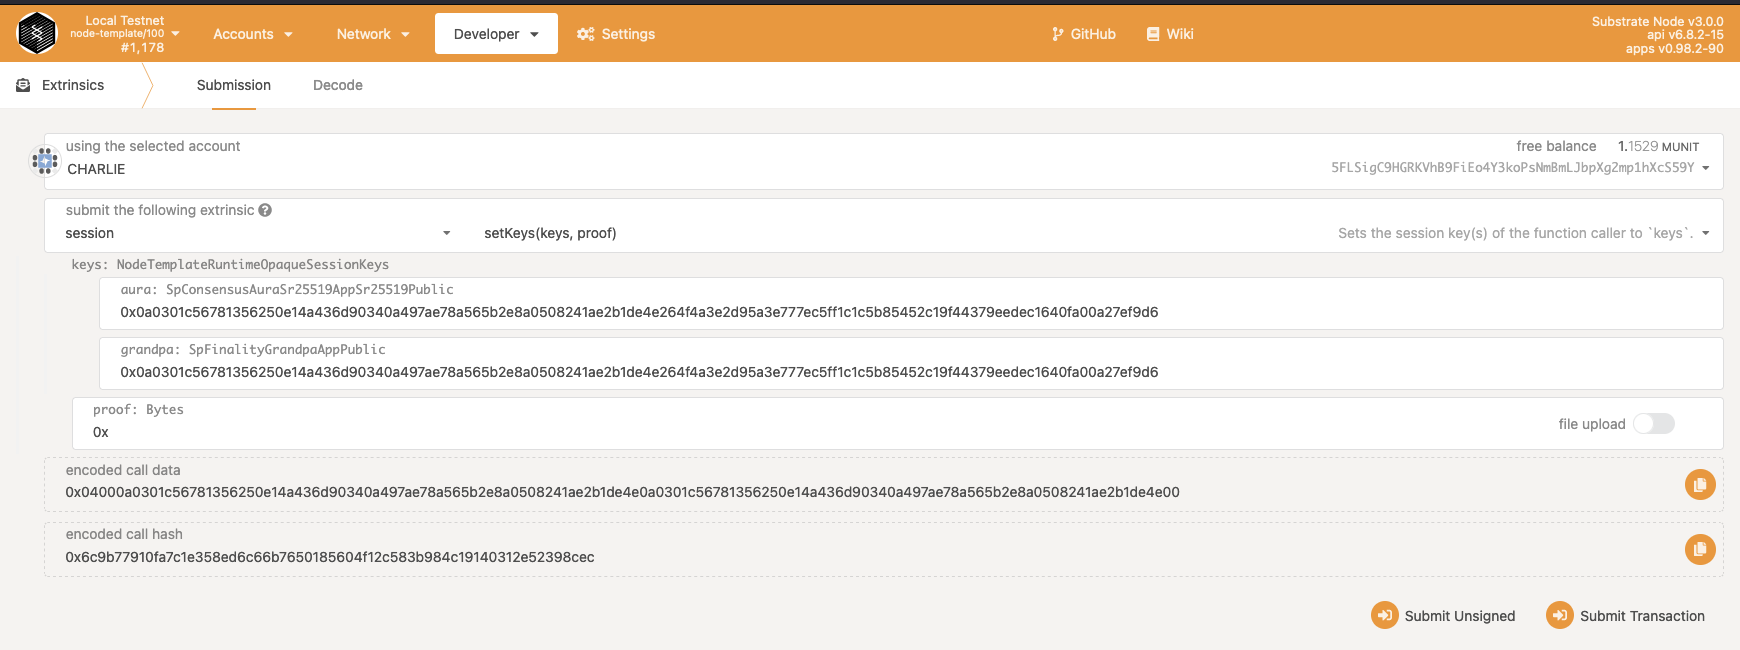 Local Testnet
node-template/100
#1,178
Accounts
Network
Developer
Settings
GitHub
Wiki
Substrate Node v3.0.0
api v6.8.2-15
apps v0.98.2-90
Extrinsics
Submission
Decode
using the selected account
CHARLIE
free balance 1.1529 MUNIT
5FLSigC9HGRKVhB9FiEo4Y3koPsNmBmLJbpXg2mp1hXcS59Y
submit the following extrinsic
session
setKeys(keys, proof)
Sets the session key(s) of the function caller to `keys`.
keys: NodeTemplateRuntimeOpaqueSessionKeys
aura: SpConsensusAuraSr25519AppSr25519Public
0x0a0301c56781356250e14a436d90340a497ae78a565b2e8a0508241ae2b1de4e264f4a3e2d95a3e777ec5ff1c1c5b85452c19f44379eedec1640fa00a27ef9d6
grandpa: SpFinalityGrandpaAppPublic
0x0a0301c56781356250e14a436d90340a497ae78a565b2e8a0508241ae2b1de4e264f4a3e2d95a3e777ec5ff1c1c5b85452c19f44379eedec1640fa00a27ef9d6
proof: Bytes
0x
file upload
encoded call data
0x04000a0301c56781356250e14a436d90340a497ae78a565b2e8a0508241ae2b1de4e0a0301c56781356250e14a436d90340a497ae78a565b2e8a0508241ae2b1de4e00
encoded call hash
0x6c9b77910fa7c1e358ed6c66b7650185604f12c583b984c19140312e52398cec
Submit Unsigned
Submit Transaction